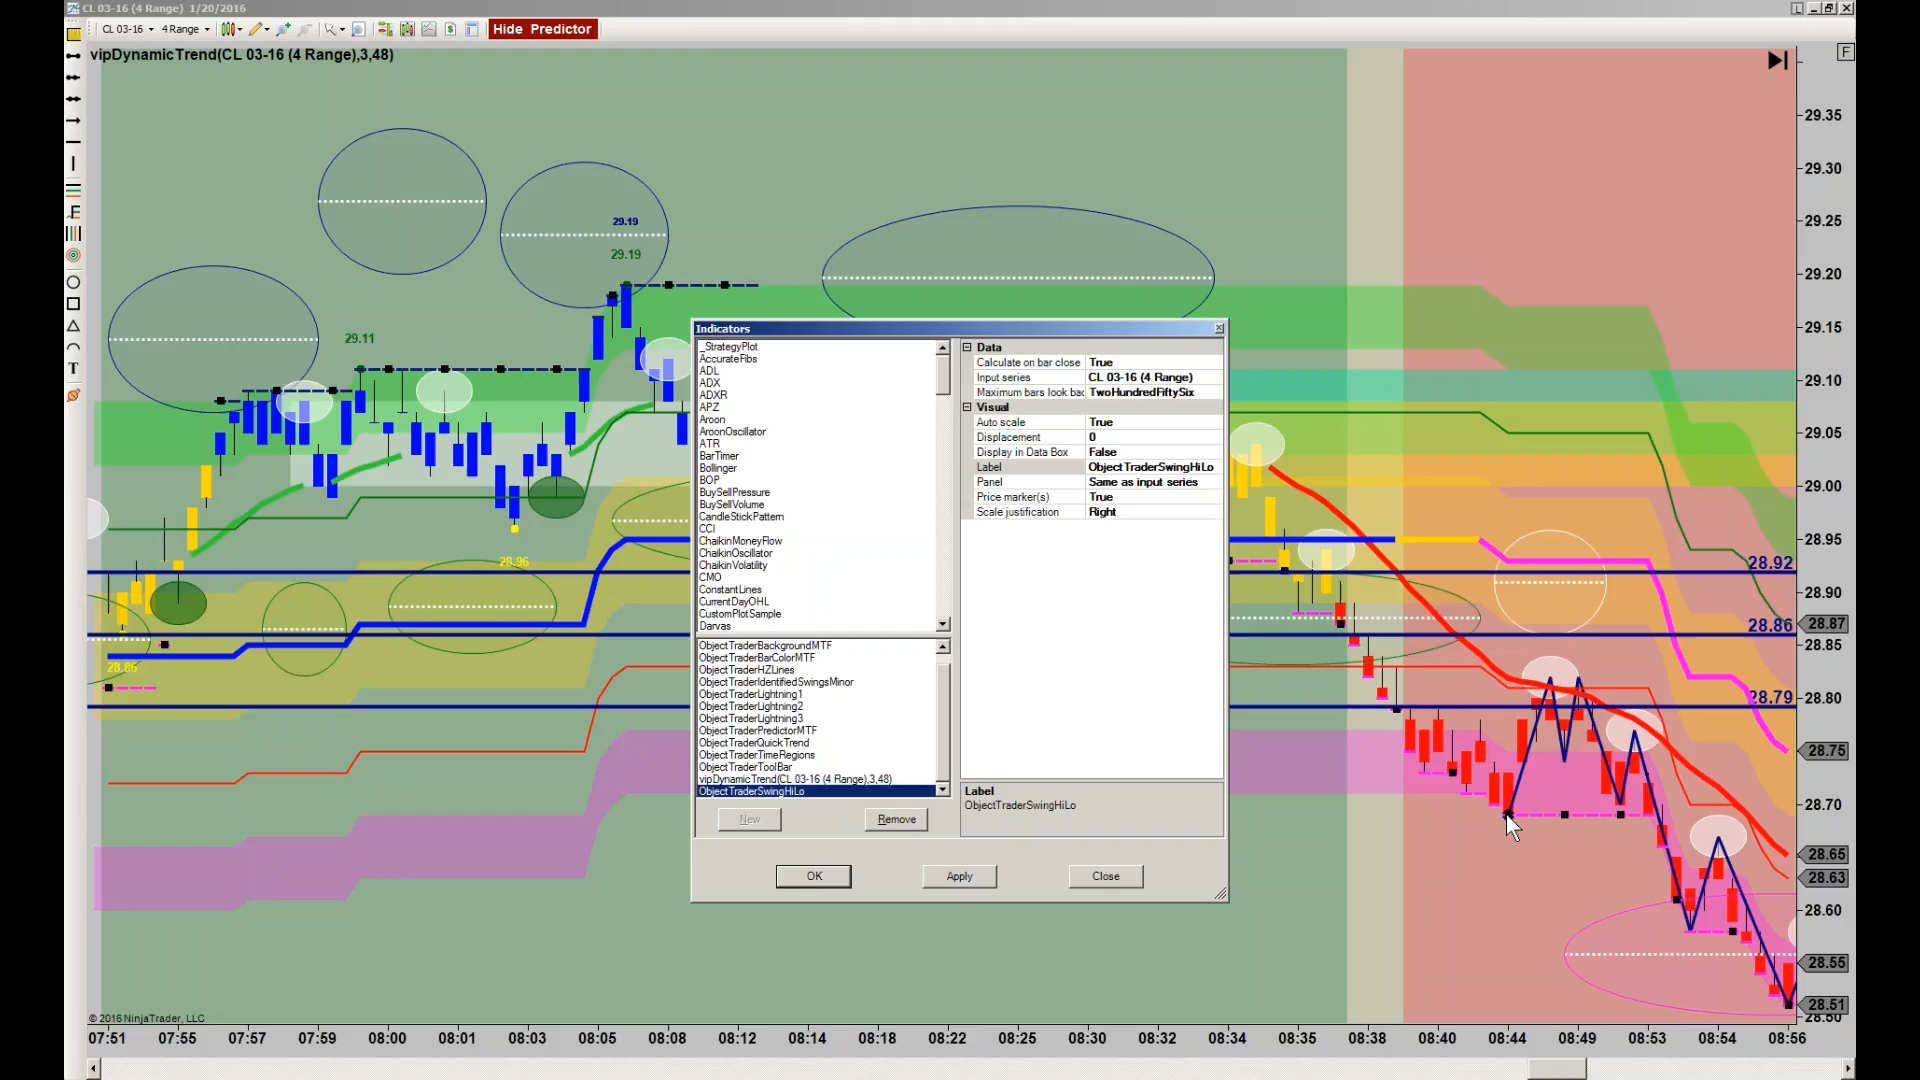 CL 03-16 (4 Range) 1/20/2016
CL 03-16
4 Range
Hide Predictor
vipDynamicTrend(CL 03-16 (4 Range),3,48)
F
29.35
29.30
29.25
29.20
29.15
29.10
29.05
29.00
28.95
28.92
28.90
28.87
28.86
28.85
28.80
28.79
28.75
28.70
28.65
28.63
28.60
28.55
28.51
28.50
29.19
29.19
29.11
28.96
28.86
Indicators
_StrategyPlot
AccurateFibs
ADL
ADX
ADXR
APZ
Aroon
AroonOscillator
ATR
BarTimer
Bollinger
BOP
BuySellPressure
BuySellVolume
CandleStickPattern
CCI
ChaikinMoneyFlow
ChaikinOscillator
ChaikinVolatility
CMO
ConstantLines
CurrentDayOHL
CustomPlotSample
Darvas
ObjectTraderBackgroundMTF
ObjectTraderBarColorMTF
ObjectTraderHZLines
ObjectTraderIdentifiedSwingsMinor
ObjectTraderLightning1
ObjectTraderLightning2
ObjectTraderLightning3
ObjectTraderPredictorMTF
ObjectTraderQuickTrend
ObjectTraderTimeRegions
ObjectTraderToolBar
vipDynamicTrend(CL 03-16 (4 Range),3,48)
ObjectTraderSwingHiLo
New
Remove
Data
Calculate on bar close True
Input series CL 03-16 (4 Range)
Maximum bars look bac TwoHundredFiftySix
Visual
Auto scale True
Displacement 0
Display in Data Box False
Label ObjectTraderSwingHiLo
Panel Same as input series
Price marker(s) True
Scale justification Right
Label
ObjectTraderSwingHiLo
OK
Apply
Close
© 2016 NinjaTrader, LLC
07:51 07:55 07:57 07:59 08:00 08:01 08:03 08:05 08:08 08:12 08:14 08:18 08:22 08:25 08:30 08:32 08:34 08:35 08:38 08:40 08:44 08:49 08:53 08:54 08:56